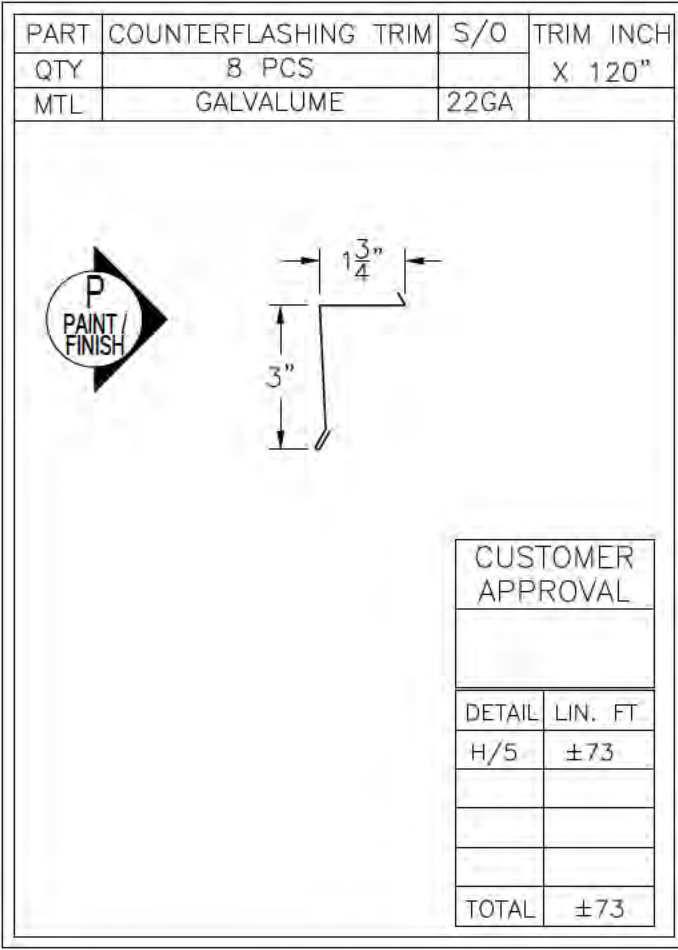 PART COUNTERFLASHING TRIM S/O TRIM INCH
QTY 8 PCS X 120"
MTL GALVALUME 22GA
P
PAINT/
FINISH
1 3/4"
3"
CUSTOMER
APPROVAL
DETAIL LIN. FT
H/5 ±73
TOTAL ±73